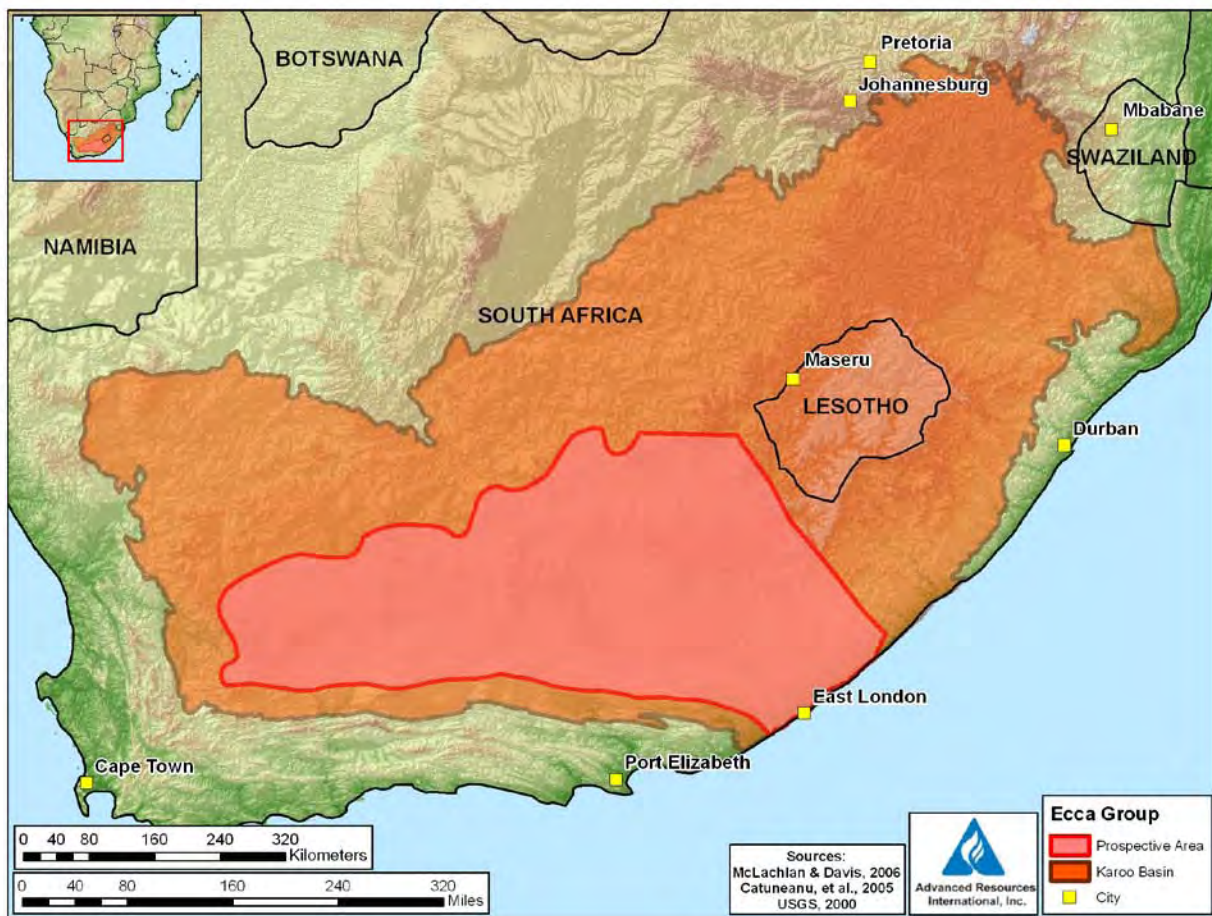 BOTSWANA
Pretoria
Johannesburg
Mbabane
SWAZILAND
NAMIBIA
SOUTH AFRICA
Maseru
LESOTHO
Durban
East London
Port Elizabeth
Cape Town
0 40 80 160 240 320
Kilometers
0 40 80 160 240 320
Miles
Sources:
McLachlan & Davis, 2006
Catuneanu, et al., 2005
USGS, 2000
Advanced Resources
International, Inc.
Ecca Group
Prospective Area
Karoo Basin
City